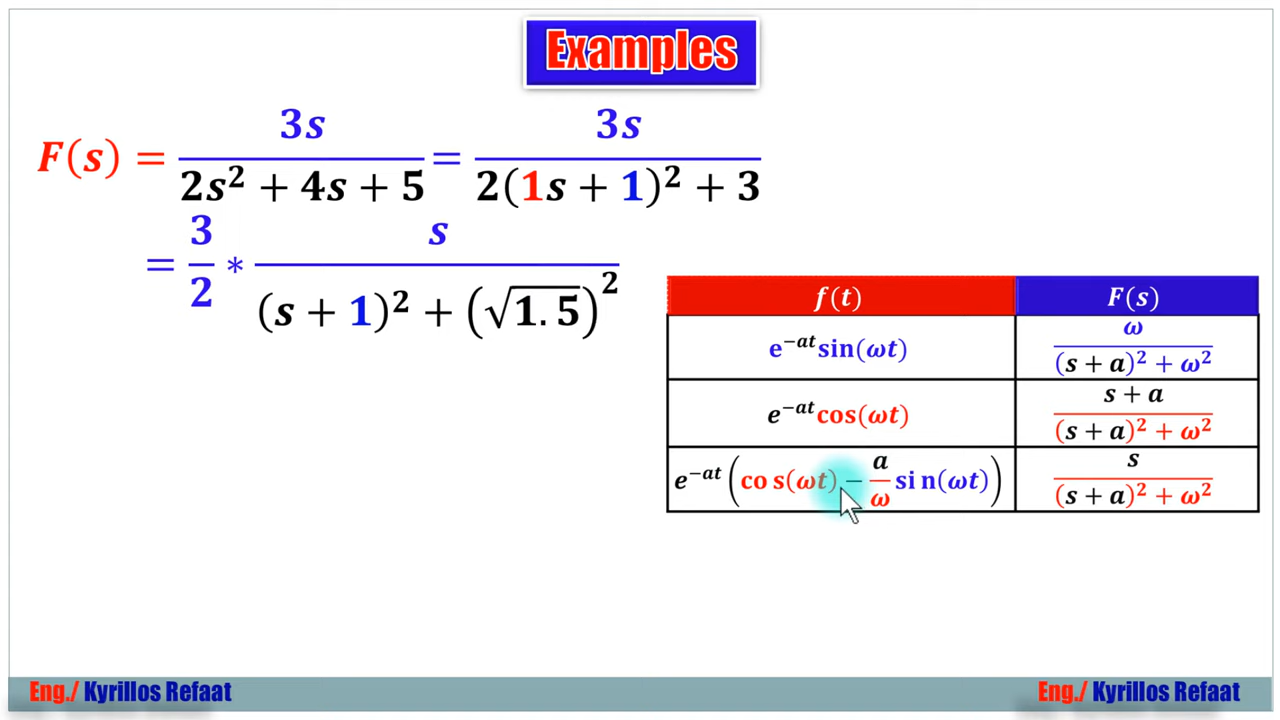 Examples
F(s) = 3s / (2s² + 4s + 5) = 3s / (2(1s + 1)² + 3)
= 3/2 * s / ((s + 1)² + (√1.5)²)
f(t) F(s)
e^{-at} sin(ωt) ω / ((s + a)² + ω²)
e^{-at} cos(ωt) (s + a) / ((s + a)² + ω²)
e^{-at} (cos(ωt) − a/ω sin(ωt)) s / ((s + a)² + ω²)
Eng./ Kyrillos Refaat Eng./ Kyrillos Refaat